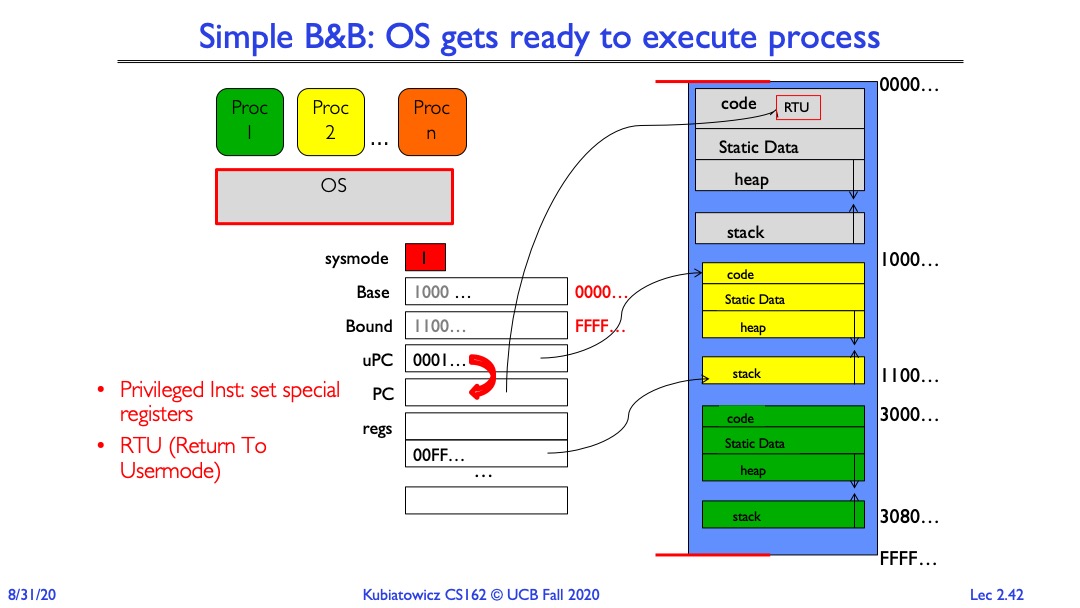 Simple B&B: OS gets ready to execute process
Proc
1
Proc
2
…
Proc
n
OS
sysmode 1
Base 1000 … 0000…
Bound 1100… FFFF…
uPC 0001…
PC
regs
00FF…
…
• Privileged Inst: set special
registers
• RTU (Return To
Usermode)
0000…
code RTU
Static Data
heap
stack
1000…
code
Static Data
heap
stack
1100…
3000…
code
Static Data
heap
stack
3080…
FFFF…
8/31/20 Kubiatowicz CS162 © UCB Fall 2020 Lec 2.42